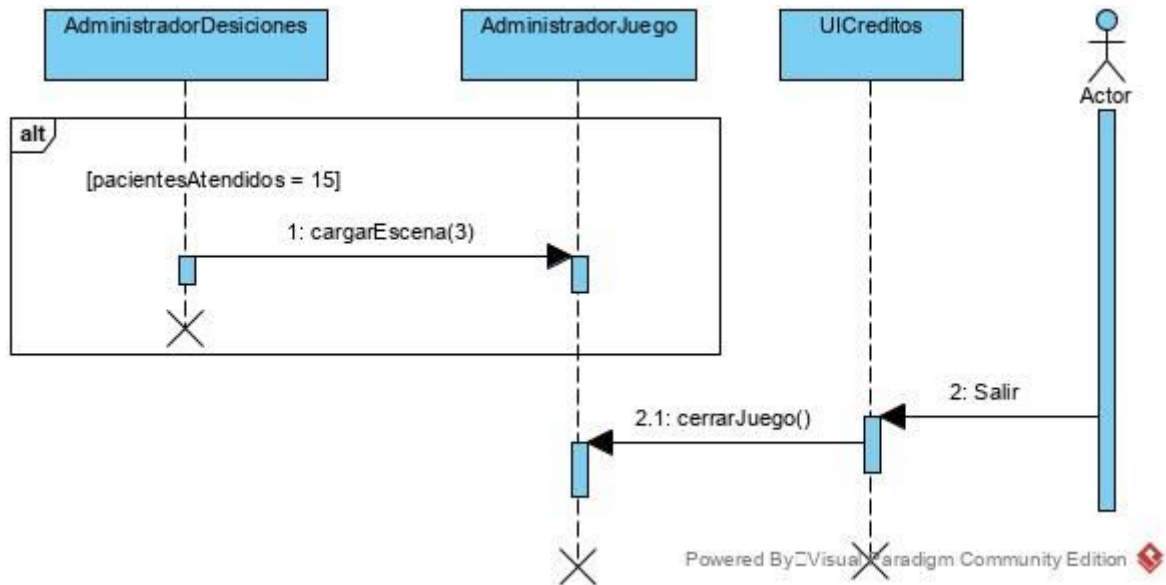 AdministradorDesiciones
AdministradorJuego
UICreditos
Actor
alt
[pacientesAtendidos = 15]
1: cargarEscena(3)
2: Salir
2.1: cerrarJuego()
Powered By Visual Paradigm Community Edition